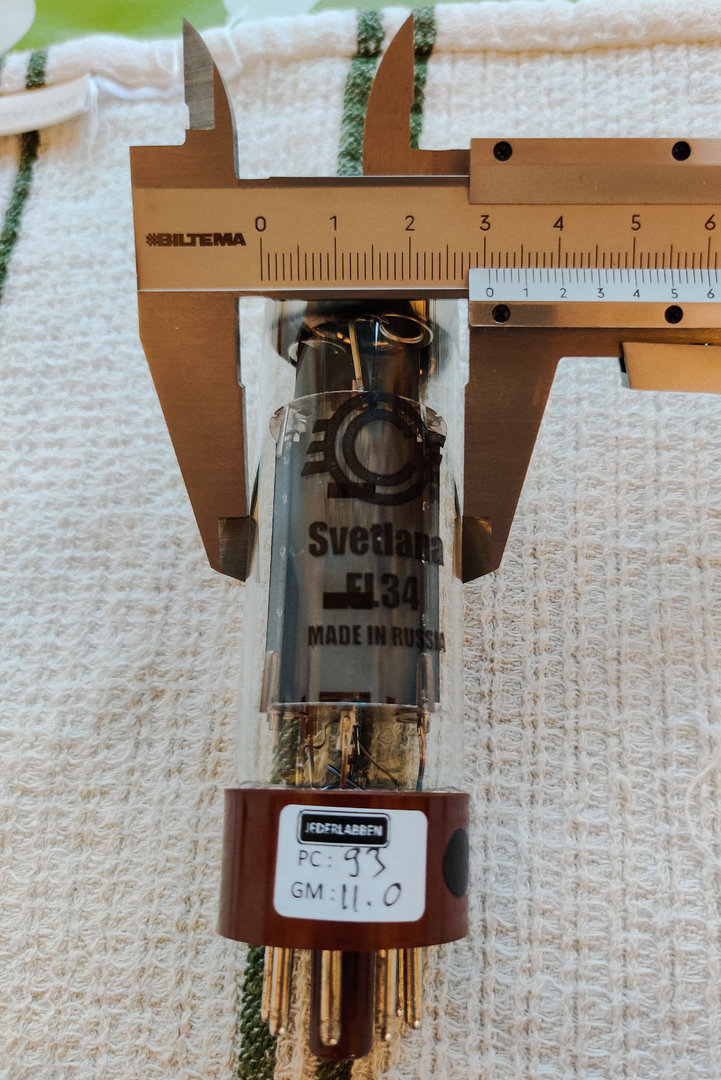 #BILTEMA 0 1 2 3 4 5 6
0 1 2 3 4 5 6
Svetlana
EL34
MADE IN RUSSIA
JEDERLABBEN
PC: 93
GM: 11.0